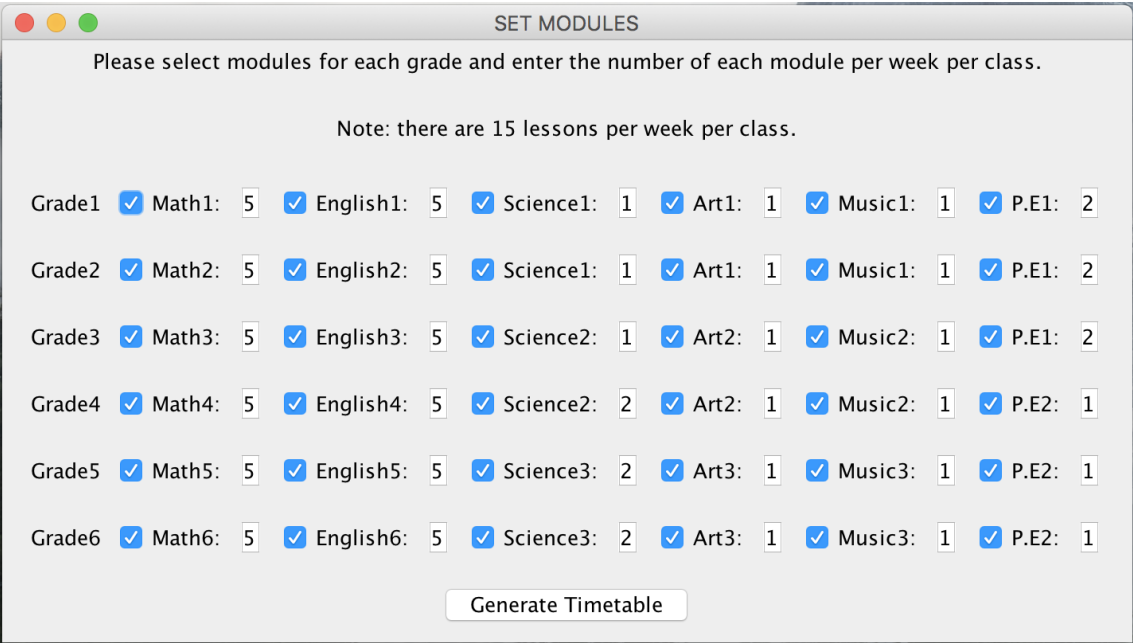 SET MODULES
Please select modules for each grade and enter the number of each module per week per class.
Note: there are 15 lessons per week per class.
Grade1 Math1: 5 English1: 5 Science1: 1 Art1: 1 Music1: 1 P.E1: 2
Grade2 Math2: 5 English2: 5 Science1: 1 Art1: 1 Music1: 1 P.E1: 2
Grade3 Math3: 5 English3: 5 Science2: 1 Art2: 1 Music2: 1 P.E1: 2
Grade4 Math4: 5 English4: 5 Science2: 2 Art2: 1 Music2: 1 P.E2: 1
Grade5 Math5: 5 English5: 5 Science3: 2 Art3: 1 Music3: 1 P.E2: 1
Grade6 Math6: 5 English6: 5 Science3: 2 Art3: 1 Music3: 1 P.E2: 1
Generate Timetable